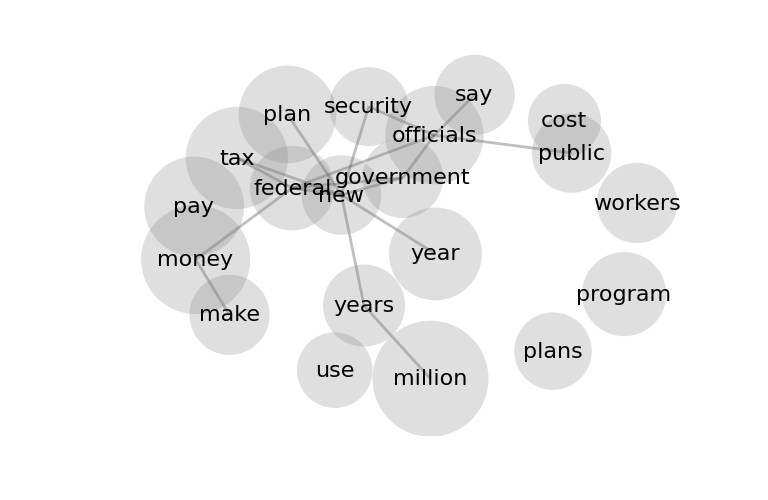 say
plan
security
cost
officials
public
tax
government
federal
new
workers
pay
year
money
program
years
make
plans
use
million